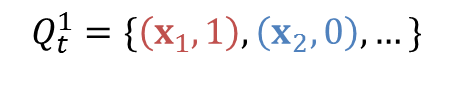 Q_t^1 = {(x_1, 1), (x_2, 0), … }